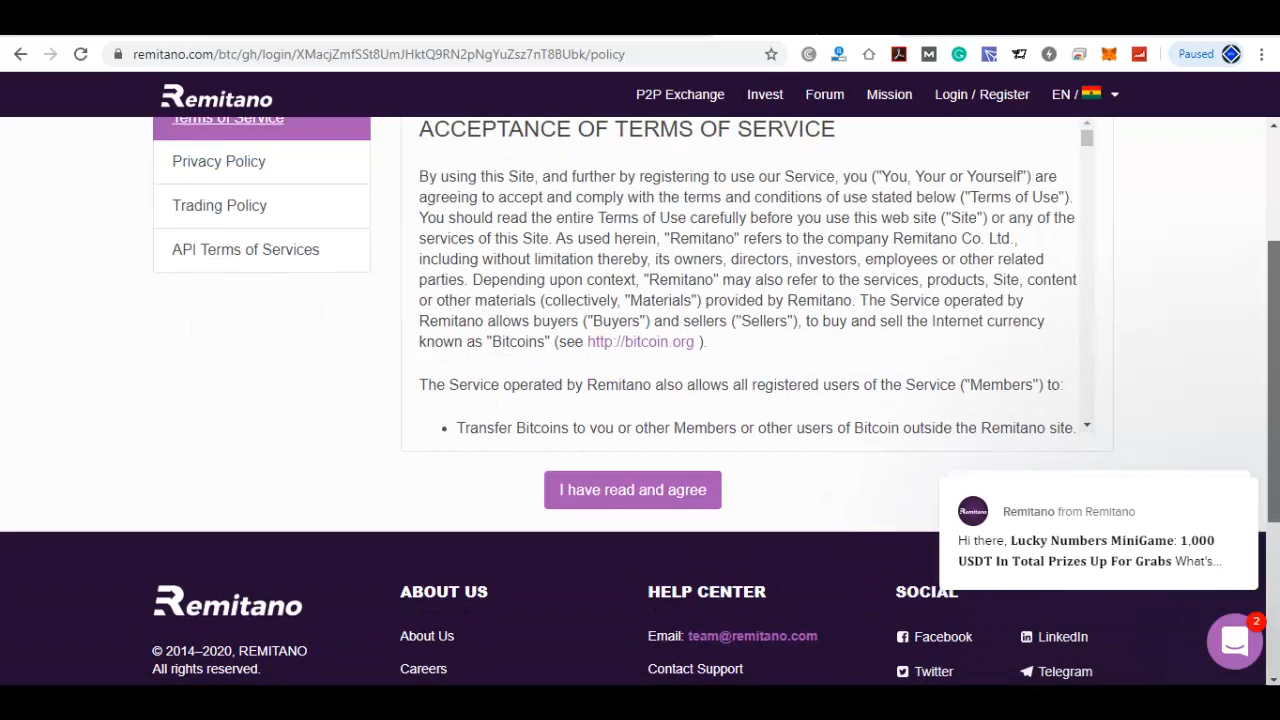 remitano.com/btc/gh/login/XMacjZmfSSt8UmJHktQ9RN2pNgYuZsz7nT8BUbk/policy
Paused
Remitano
P2P Exchange
Invest
Forum
Mission
Login / Register
EN /
Terms of Service
Privacy Policy
Trading Policy
API Terms of Services
ACCEPTANCE OF TERMS OF SERVICE
By using this Site, and further by registering to use our Service, you ("You, Your or Yourself") are
agreeing to accept and comply with the terms and conditions of use stated below ("Terms of Use").
You should read the entire Terms of Use carefully before you use this web site ("Site") or any of the
services of this Site. As used herein, "Remitano" refers to the company Remitano Co. Ltd.,
including without limitation thereby, its owners, directors, investors, employees or other related
parties. Depending upon context, "Remitano" may also refer to the services, products, Site, content
or other materials (collectively, "Materials") provided by Remitano. The Service operated by
Remitano allows buyers ("Buyers") and sellers ("Sellers"), to buy and sell the Internet currency
known as "Bitcoins" (see http://bitcoin.org ).
The Service operated by Remitano also allows all registered users of the Service ("Members") to:
• Transfer Bitcoins to you or other Members or other users of Bitcoin outside the Remitano site.
I have read and agree
Remitano
Remitano from Remitano
Hi there, Lucky Numbers MiniGame: 1,000
USDT In Total Prizes Up For Grabs What's...
2
Remitano
© 2014–2020, REMITANO
All rights reserved.
ABOUT US
About Us
Careers
HELP CENTER
Email: team@remitano.com
Contact Support
SOCIAL
Facebook
LinkedIn
Twitter
Telegram